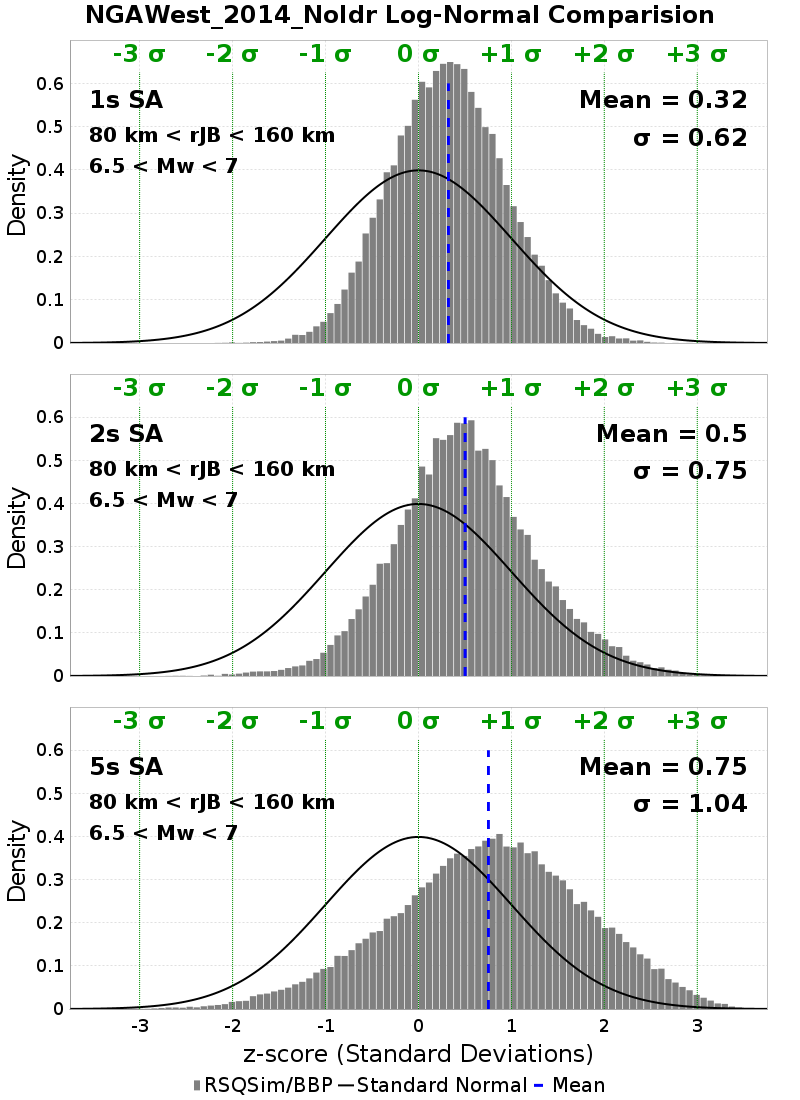 NGAWest_2014_NoIdr Log-Normal Comparision
-3 σ -2 σ -1 σ 0 σ +1 σ +2 σ +3 σ
1s SA
80 km < rJB < 160 km
6.5 < Mw < 7
Mean = 0.32
σ = 0.62
Density
0.6
0.5
0.4
0.3
0.2
0.1
0
-3 σ -2 σ -1 σ 0 σ +1 σ +2 σ +3 σ
2s SA
80 km < rJB < 160 km
6.5 < Mw < 7
Mean = 0.5
σ = 0.75
Density
0.6
0.5
0.4
0.3
0.2
0.1
0
-3 σ -2 σ -1 σ 0 σ +1 σ +2 σ +3 σ
5s SA
80 km < rJB < 160 km
6.5 < Mw < 7
Mean = 0.75
σ = 1.04
Density
0.6
0.5
0.4
0.3
0.2
0.1
0
-3 -2 -1 0 1 2 3
z-score (Standard Deviations)
RSQSim/BBP Standard Normal Mean